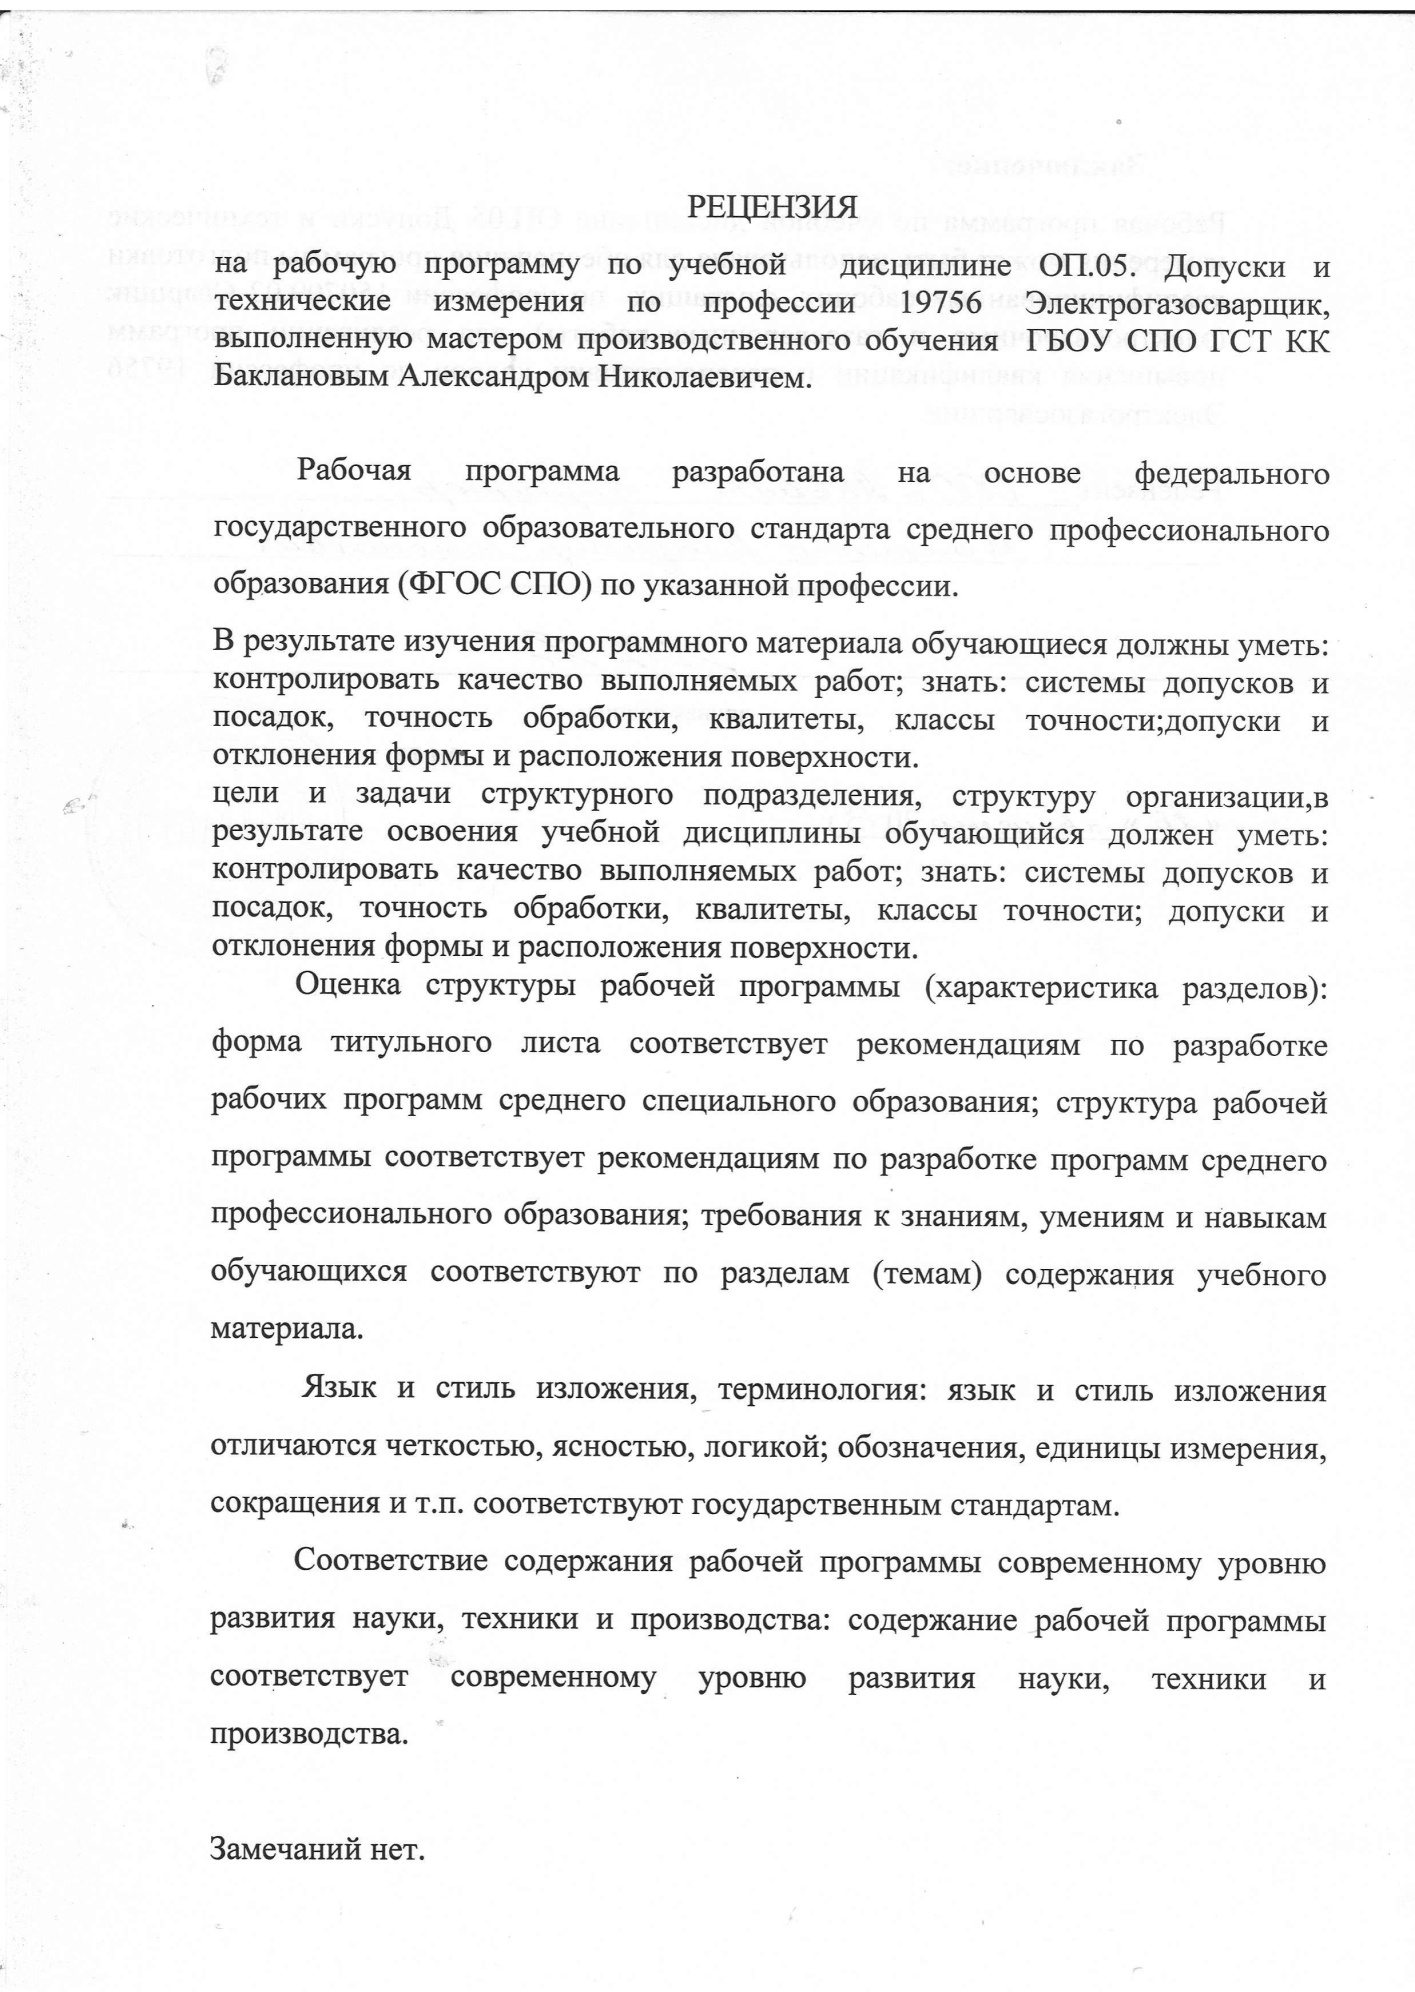 РЕЦЕНЗИЯ
на рабочую программу по учебной дисциплине ОП.05. Допуски и
технические измерения по профессии 19756 Электрогазосварщик,
выполненную мастером производственного обучения ГБОУ СПО ГСТ КК
Баклановым Александром Николаевичем.
Рабочая программа разработана на основе федерального
государственного образовательного стандарта среднего профессионального
образования (ФГОС СПО) по указанной профессии.
В результате изучения программного материала обучающиеся должны уметь:
контролировать качество выполняемых работ; знать: системы допусков и
посадок, точность обработки, квалитеты, классы точности;допуски и
отклонения формы и расположения поверхности.
цели и задачи структурного подразделения, структуру организации,в
результате освоения учебной дисциплины обучающийся должен уметь:
контролировать качество выполняемых работ; знать: системы допусков и
посадок, точность обработки, квалитеты, классы точности; допуски и
отклонения формы и расположения поверхности.
Оценка структуры рабочей программы (характеристика разделов):
форма титульного листа соответствует рекомендациям по разработке
рабочих программ среднего специального образования; структура рабочей
программы соответствует рекомендациям по разработке программ среднего
профессионального образования; требования к знаниям, умениям и навыкам
обучающихся соответствуют по разделам (темам) содержания учебного
материала.
Язык и стиль изложения, терминология: язык и стиль изложения
отличаются четкостью, ясностью, логикой; обозначения, единицы измерения,
сокращения и т.п. соответствуют государственным стандартам.
Соответствие содержания рабочей программы современному уровню
развития науки, техники и производства: содержание рабочей программы
соответствует современному уровню развития науки, техники и
производства.
Замечаний нет.